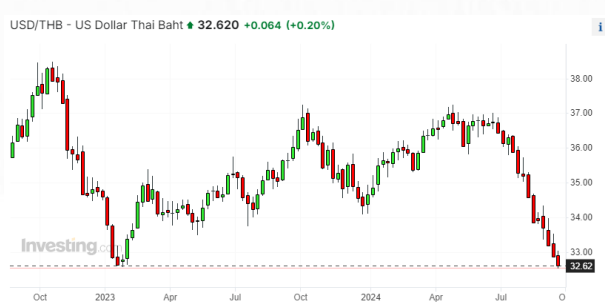 USD/THB - US Dollar Thai Baht 32.620 +0.064 (+0.20%)
i
38.00
37.00
36.00
35.00
34.00
33.00
32.62
Investing.com
Oct 2023 Apr Jul Oct 2024 Apr Jul O